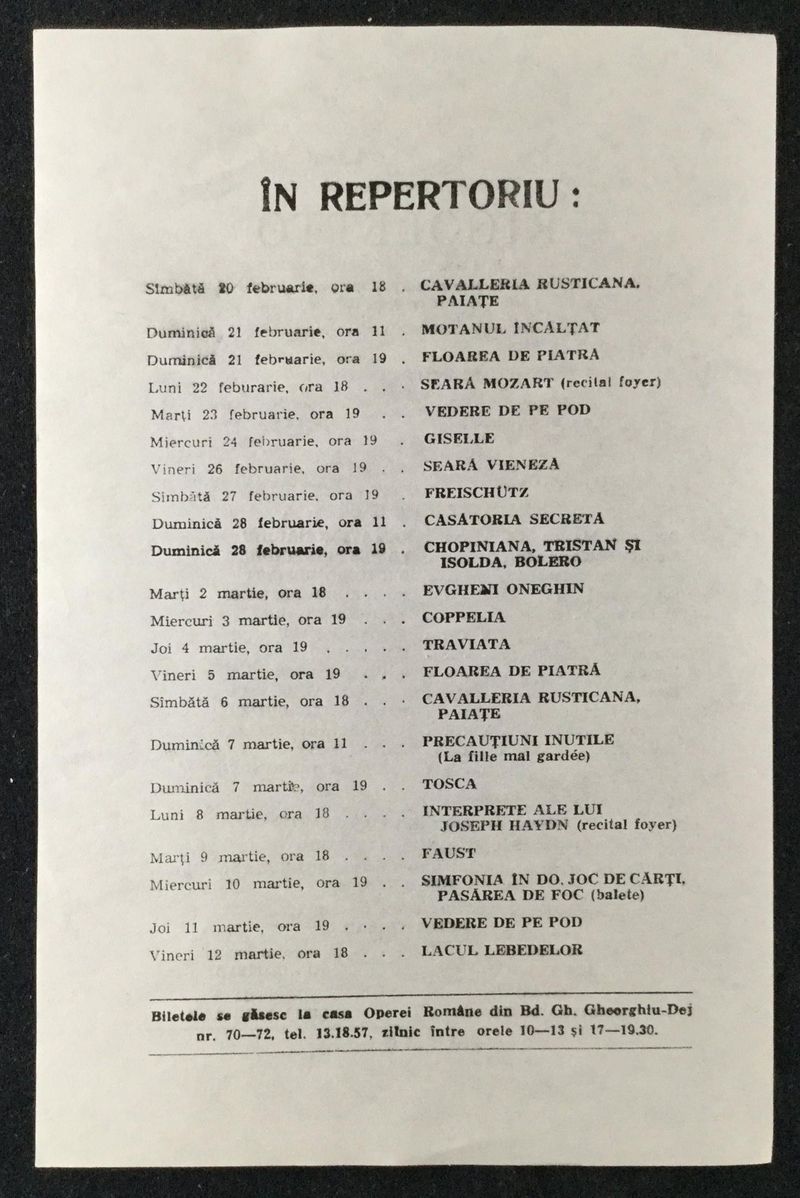 ÎN REPERTORIU :
Sîmbătă 20 februarie, ora 18 . CAVALLERIA RUSTICANA,
PAIAȚE
Duminică 21 februarie, ora 11 . MOTANUL ÎNCĂLȚAT
Duminică 21 februarie, ora 19 . FLOAREA DE PIATRĂ
Luni 22 feburarie, ora 18 . . . SEARĂ MOZART (recital foyer)
Marți 23 februarie, ora 19 . . VEDERE DE PE POD
Miercuri 24 februarie, ora 19 . GISELLE
Vineri 26 februarie, ora 19 . . SEARĂ VIENEZĂ
Sîmbătă 27 februarie, ora 19 . FREISCHÜTZ
Duminică 28 februarie, ora 11 . CASATORIA SECRETĂ
Duminică 28 februarie, ora 19 . CHOPINIANA, TRISTAN ȘI
ISOLDA, BOLERO
Marți 2 martie, ora 18 . . . . EVGHENI ONEGHIN
Miercuri 3 martie, ora 19 . . . COPPELIA
Joi 4 martie, ora 19 . . . . . TRAVIATA
Vineri 5 martie, ora 19 . . . FLOAREA DE PIATRĂ
Sîmbătă 6 martie, ora 18 . . . CAVALLERIA RUSTICANA,
PAIAȚE
Duminică 7 martie, ora 11 . . . PRECAUȚIUNI INUTILE
(La fille mal gardée)
Duminică 7 martie, ora 19 . . TOSCA
Luni 8 martie, ora 18 . . . . INTERPRETE ALE LUI
JOSEPH HAYDN (recital foyer)
Marți 9 martie, ora 18 . . . . FAUST
Miercuri 10 martie, ora 19 . . SIMFONIA ÎN DO, JOC DE CĂRȚI,
PASĂREA DE FOC (balete)
Joi 11 martie, ora 19 . . . . VEDERE DE PE POD
Vineri 12 martie, ora 18 . . . LACUL LEBEDELOR
Biletele se găsesc la casa Operei Române din Bd. Gh. Gheorghiu-Dej
nr. 70—72, tel. 13.18.57, zilnic între orele 10—13 și 17—19.30.